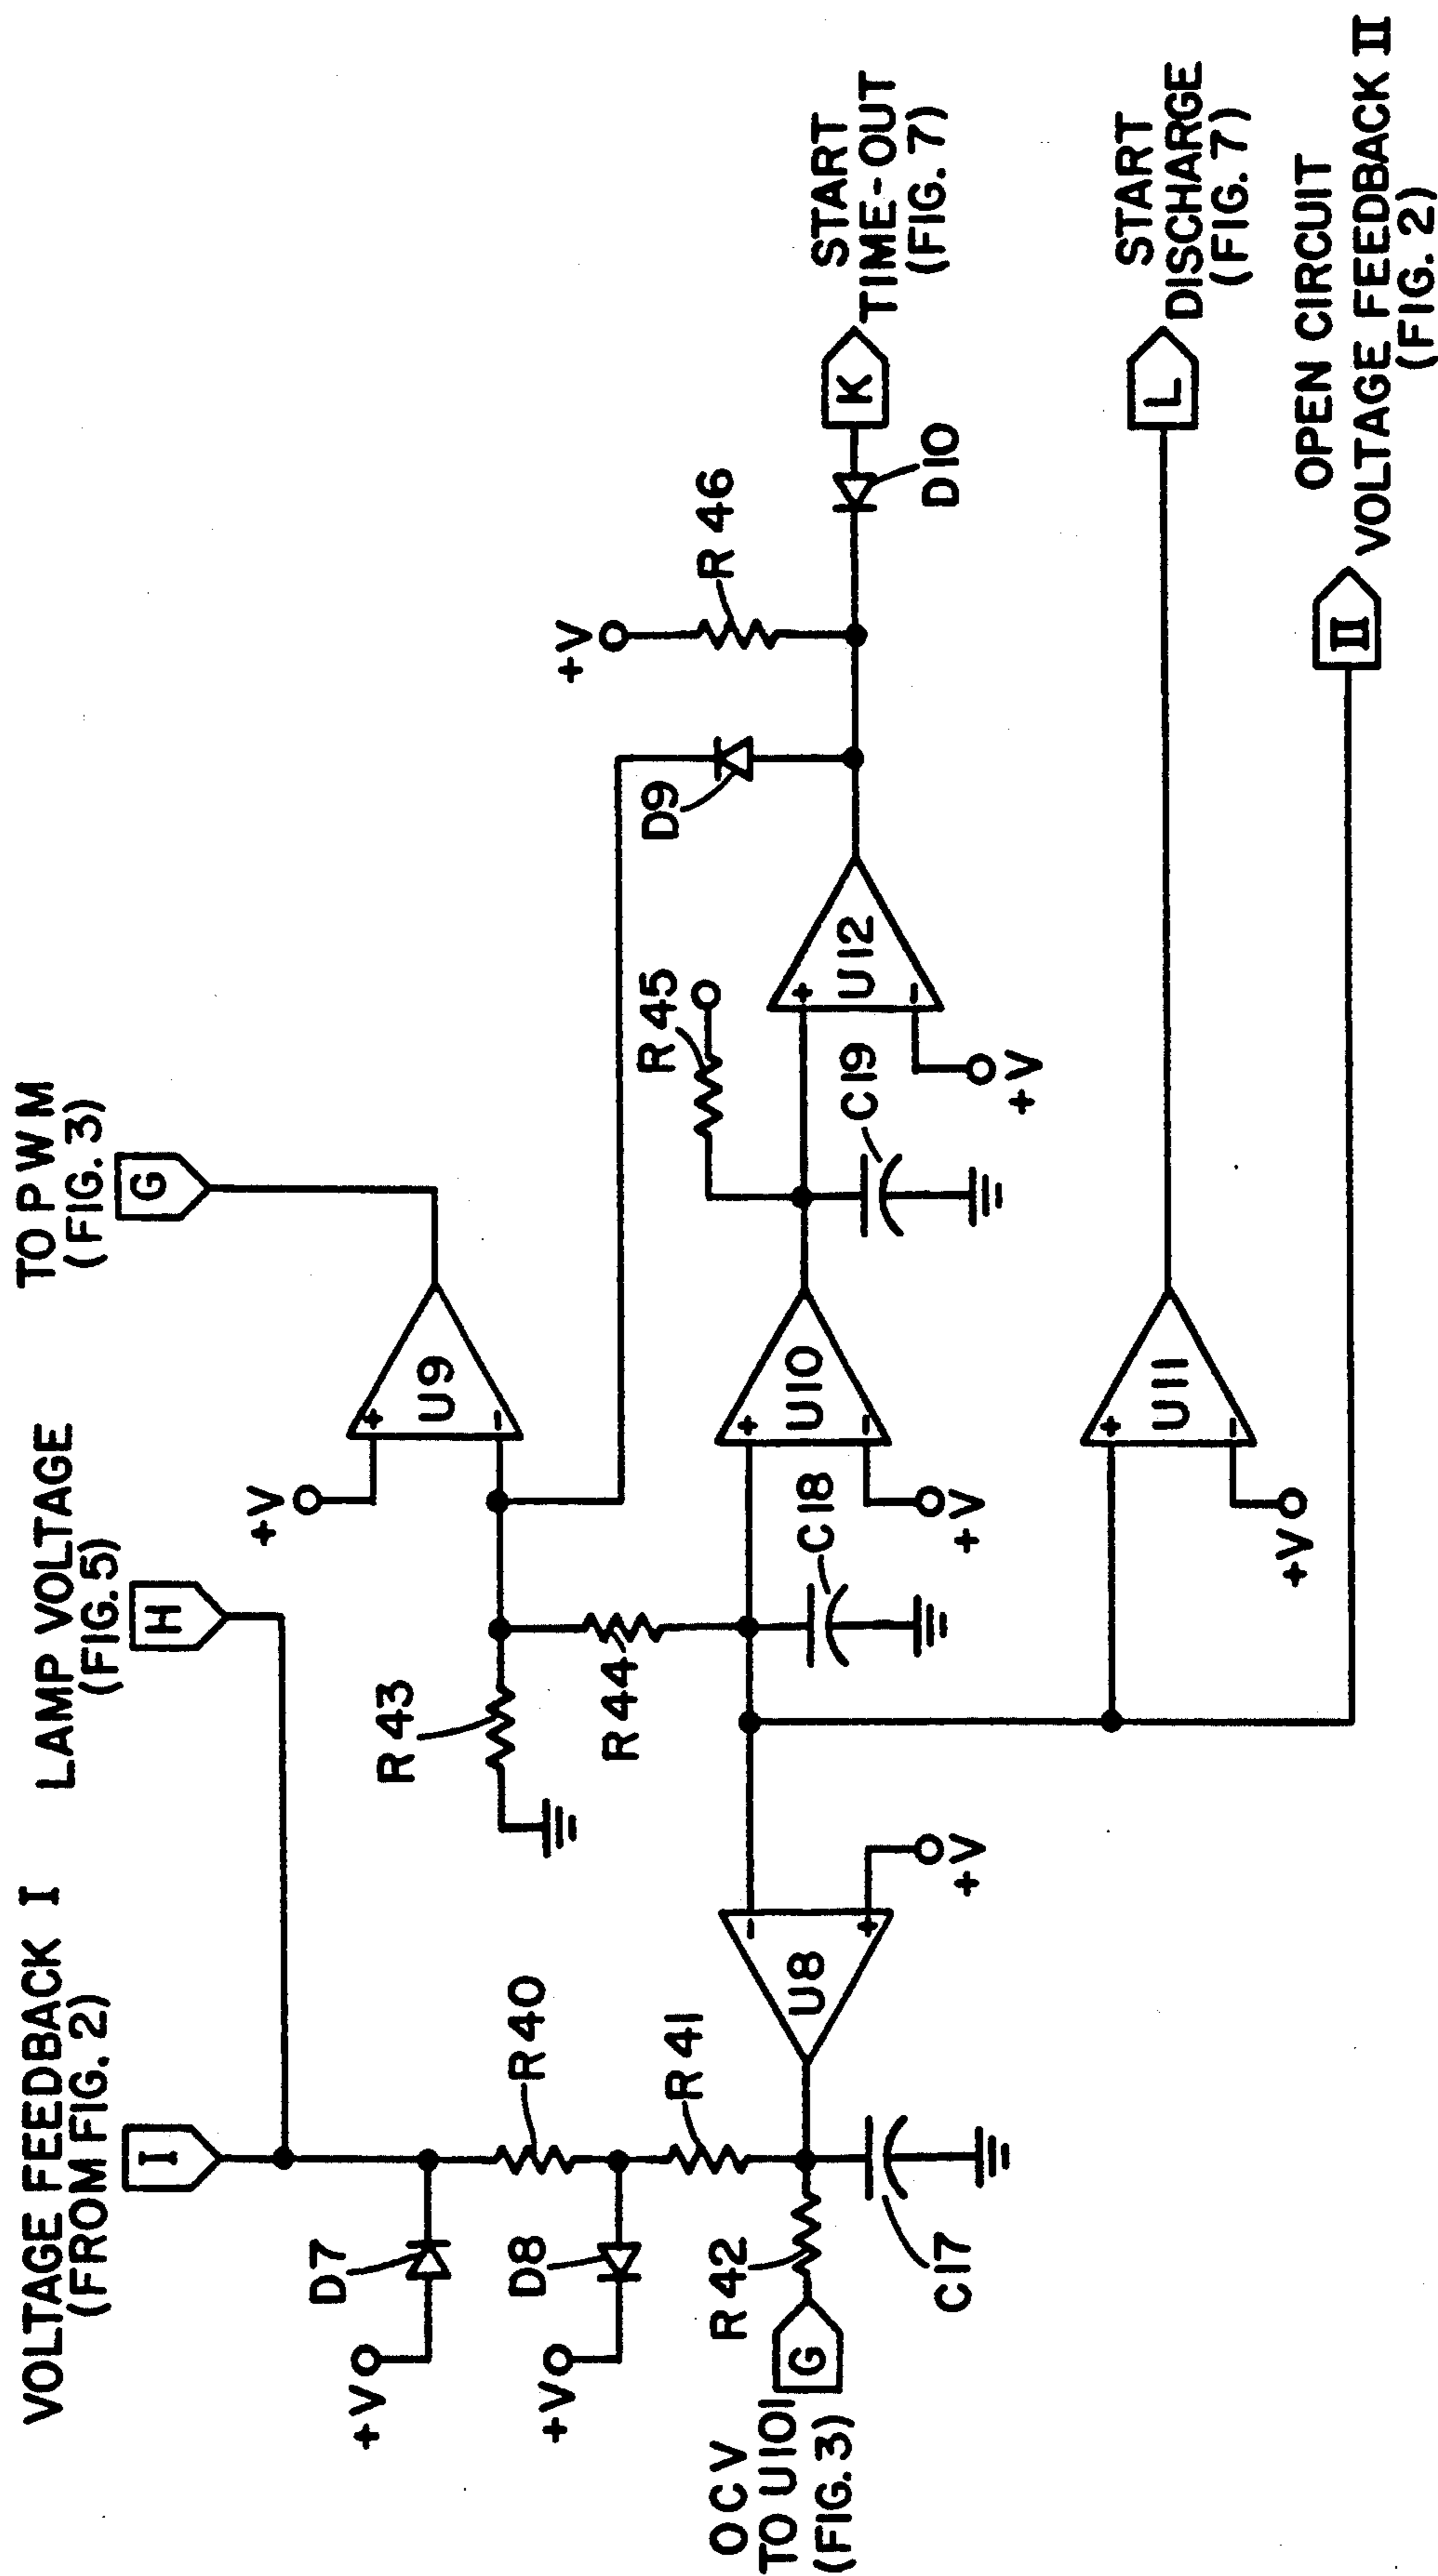 VOLTAGE FEEDBACK I
(FROM FIG. 2)
I
LAMP VOLTAGE
(FIG. 5)
H
TO PWM
(FIG. 3)
G
D7
+V
R40
D8
+V
R41
R42
OCV
TO U101
(FIG. 3)
G
C17
U8
-
+
+V
R43
R44
+V
U9
+
-
C18
U10
+
-
+V
R45
C19
U12
+
-
+V
D9
+V
R46
D10
K
START
TIME-OUT
(FIG. 7)
U11
+
-
+V
L
START
DISCHARGE
(FIG. 7)
II
OPEN CIRCUIT
VOLTAGE FEEDBACK II
(FIG. 2)